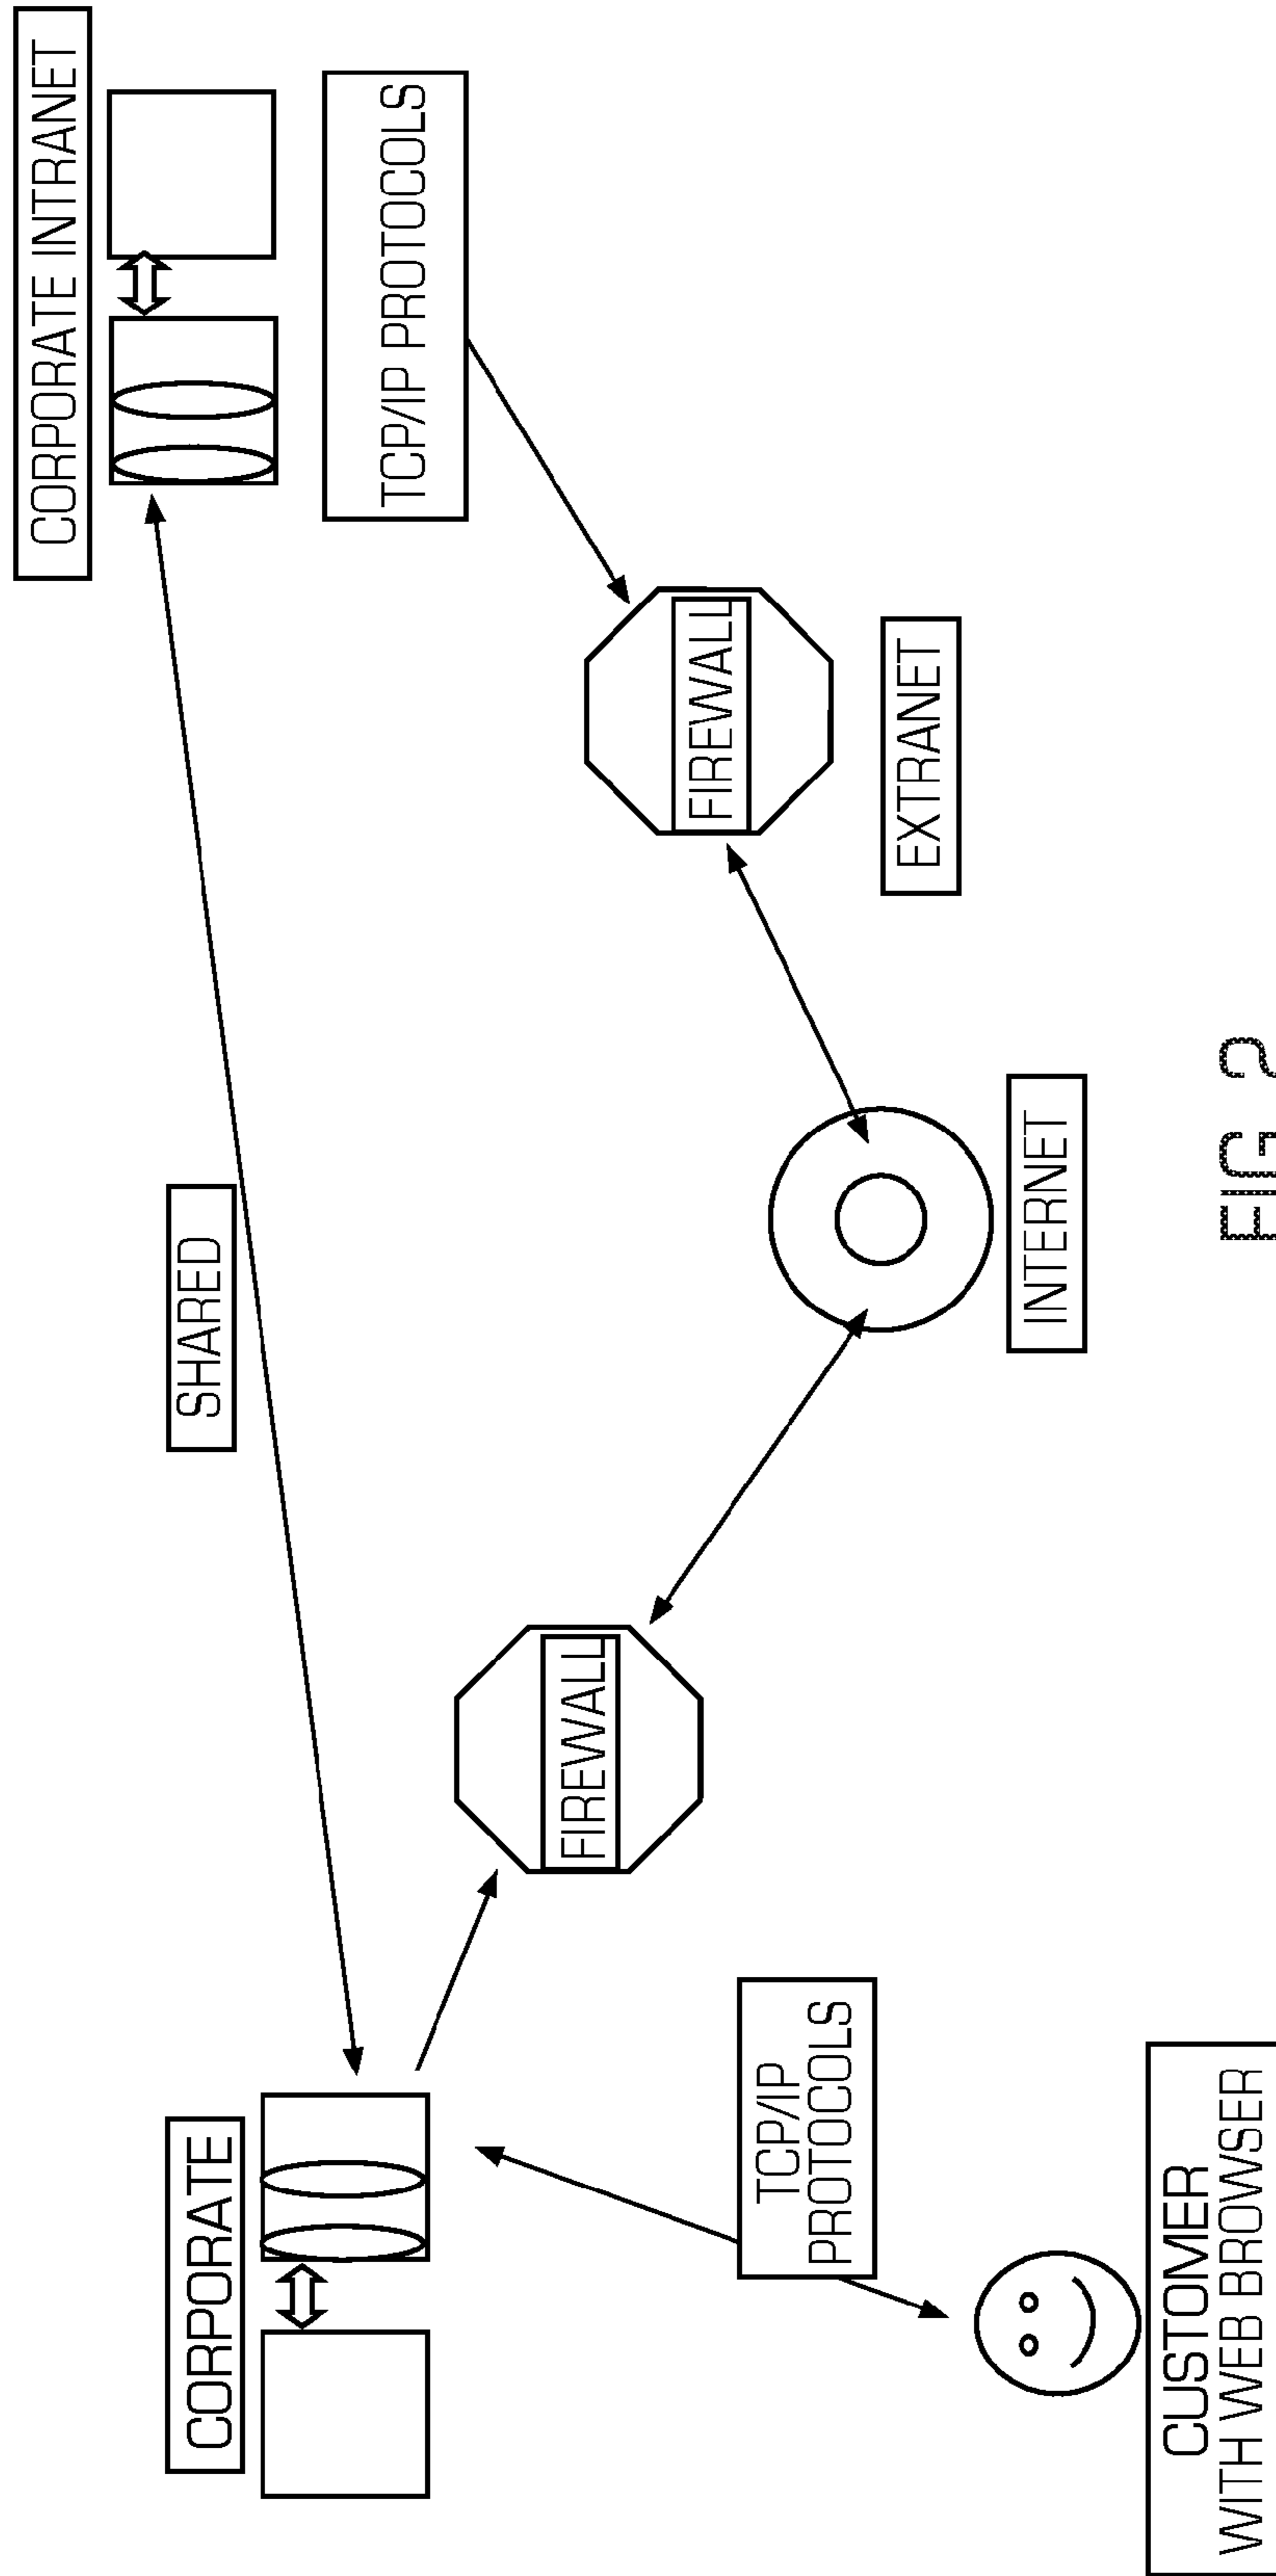 CORPORATE
SHARED
CORPORATE INTRANET
TCP/IP PROTOCOLS
FIREWALL
FIREWALL
EXTRANET
TCP/IP
PROTOCOLS
INTERNET
CUSTOMER
WITH WEB BROWSER
FIG 2